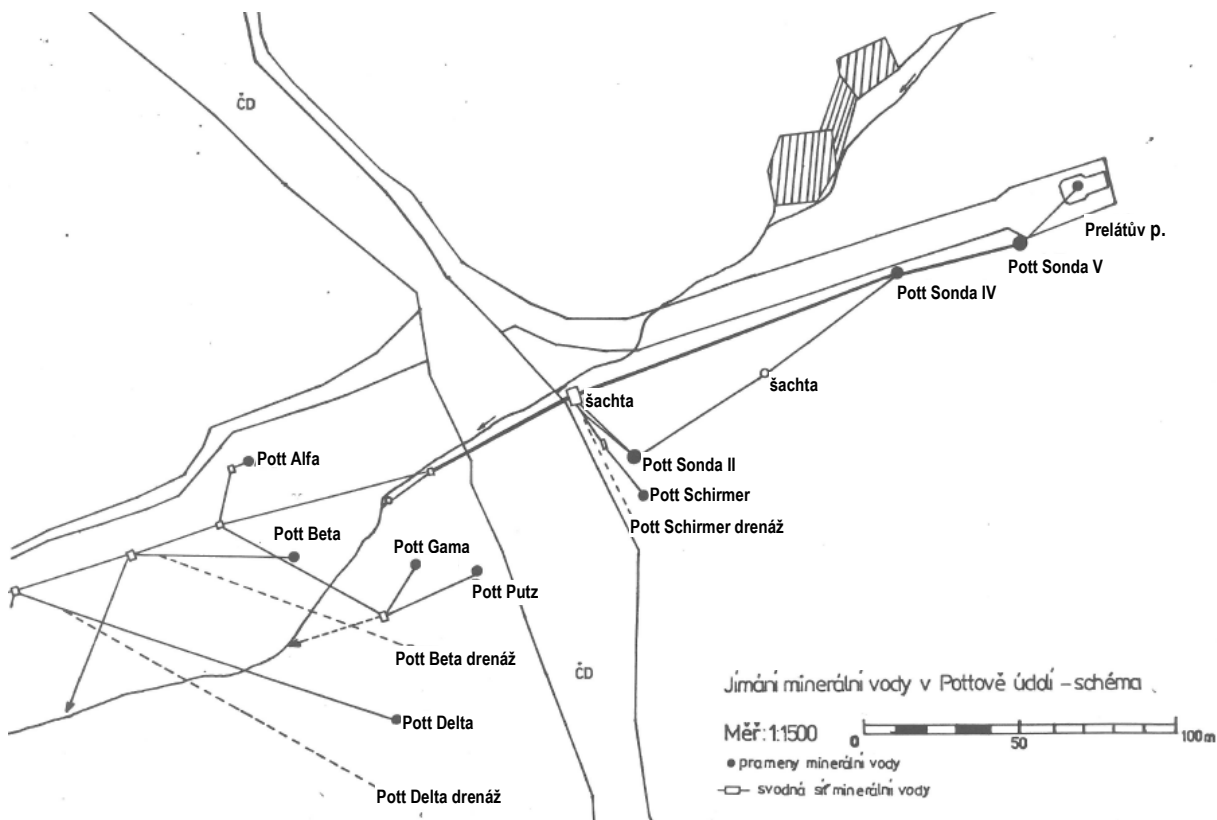 ČD
Prelátův p.
Pott Sonda V
Pott Sonda IV
šachta
šachta
Pott Alfa
Pott Sonda II
Pott Schirmer
Pott Schirmer drenáž
Pott Beta
Pott Gama
Pott Putz
Pott Beta drenáž
ČD
Pott Delta
Pott Delta drenáž
Jímání minerální vody v Pottově údolí – schéma
Měř: 1:1500
0 50 100 m
prameny minerální vody
svodná síť minerální vody